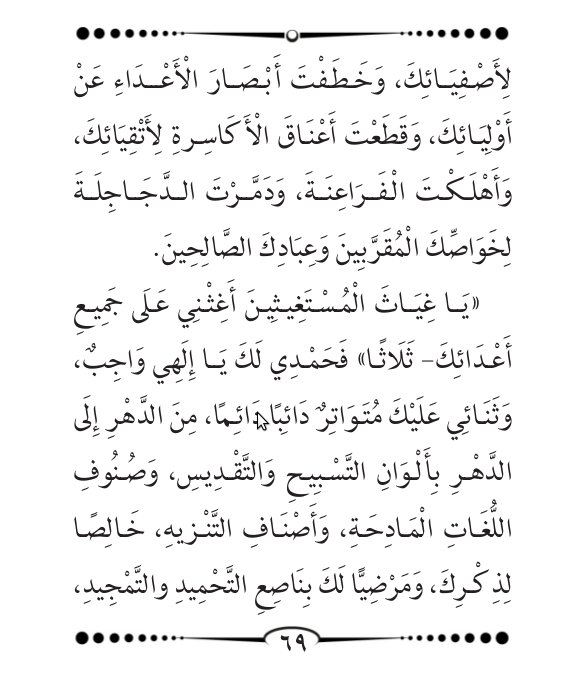 لِأَصْفِيَائِكَ، وَخَطَفْتَ أَبْصَارَ الْأَعْدَاءِ عَنْ
أَوْلِيَائِكَ، وَقَطَعْتَ أَعْنَاقَ الْأَكَاسِرةِ لِأَتْقِيَائِكَ،
وَأَهْلَكْتَ الْفَرَاعِنَةَ، وَدَمَّرْتَ الدَّجَاجِلَةَ
لِخَوَاصِّكَ الْمُقَرَّبِينَ وَعِبَادِكَ الصَّالِحِينَ.
«يَا غِيَاثَ الْمُسْتَغِيثِينَ أَغِثْنِي عَلَى جَمِيعِ
أَعْدَائِكَ– ثَلَاثًا» فَحَمْدِي لَكَ يَا إِلَهِي وَاجِبٌ،
وَثَنَائِي عَلَيْكَ مُتَوَاتِرٌ دَائِبًا دَائِمًا، مِنَ الدَّهْرِ إِلَى
الدَّهْرِ بِأَلْوَانِ التَّسْبِيحِ وَالتَّقْدِيسِ، وَصُنُوفِ
اللُّغَاتِ الْمَادِحَةِ، وَأَصْنَافِ التَّنْزِيهِ، خَالِصًا
لِذِكْرِكَ، وَمَرْضِيًّا لَكَ بِنَاصِعِ التَّحْمِيدِ والتَّمْجِيدِ،
٦٩